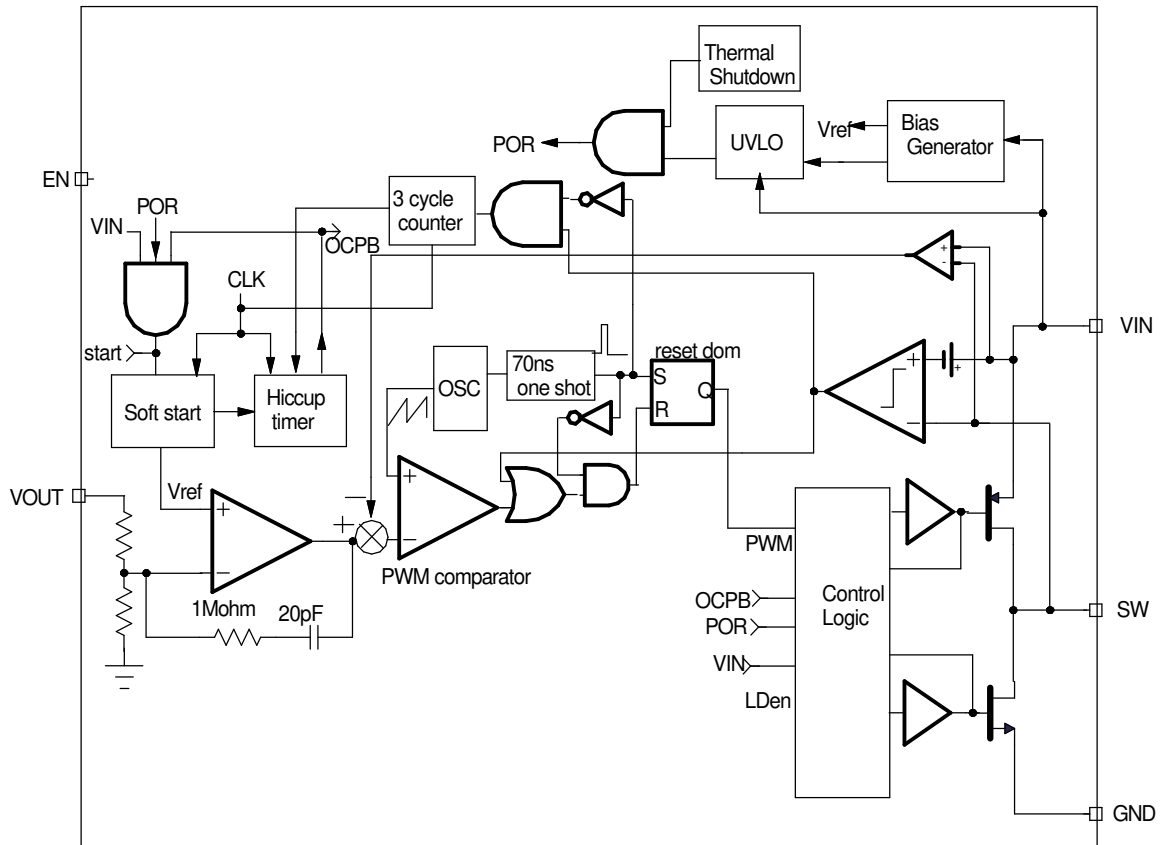 Thermal
Shutdown
POR
UVLO
Vref
Bias
Generator
EN
POR
VIN
OCPB
3 cycle
counter
CLK
+
-
VIN
start
Soft start
Hiccup
timer
OSC
70ns
one shot
reset dom
S
Q
R
+
+
−
VOUT
Vref
+
−
−
+
+
−
PWM comparator
1Mohm
20pF
PWM
OCPB
POR
VIN
LDen
Control
Logic
SW
GND